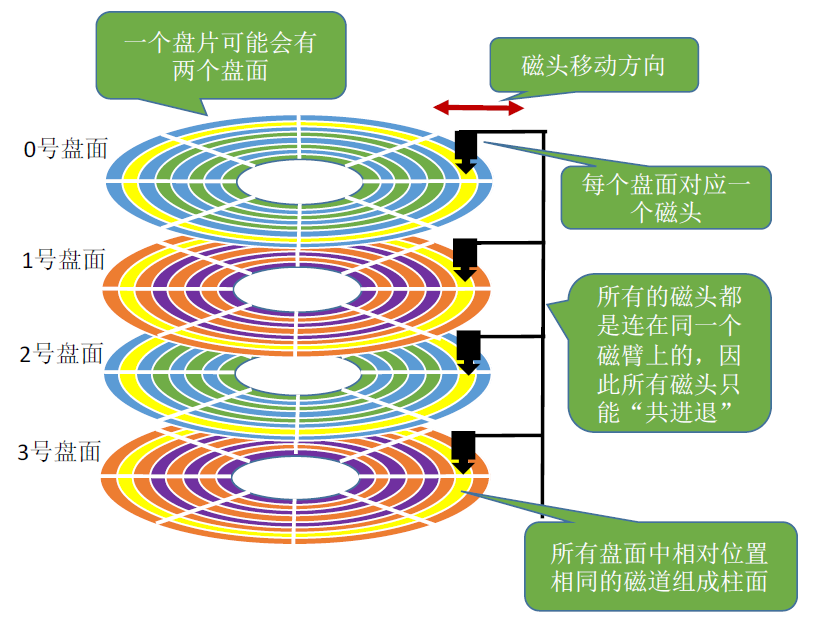 一个盘片可能会有
两个盘面
磁头移动方向
0号盘面
每个盘面对应一
个磁头
1号盘面
所有的磁头都
是连在同一个
磁臂上的，因
此所有磁头只
能“共进退”
2号盘面
3号盘面
所有盘面中相对位置
相同的磁道组成柱面